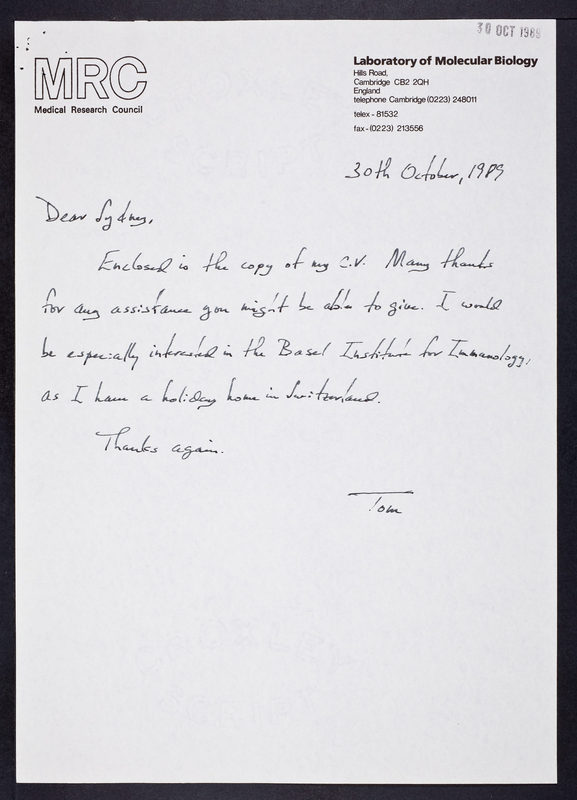 30 OCT 1989
MRC
Medical Research Council
Laboratory of Molecular Biology
Hills Road,
Cambridge CB2 2QH
England
telephone Cambridge (0223) 248011
telex - 81532
fax - (0223) 213556
30th October, 1989
Dear Sydney,
Enclosed is the copy of my C.V. Many thanks
for any assistance you might be able to give. I would
be especially interested in the Basel Institute for Immunology,
as I have a holiday home in Switzerland.
Thanks again.
Tom